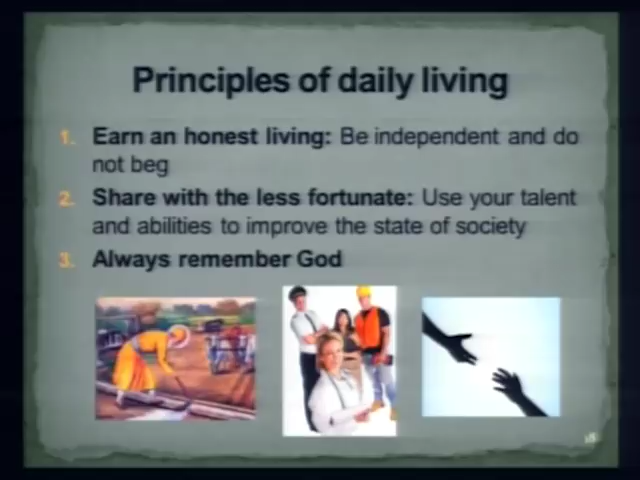 Principles of daily living
1. Earn an honest living: Be independent and do
not beg
2. Share with the less fortunate: Use your talent
and abilities to improve the state of society
3. Always remember God